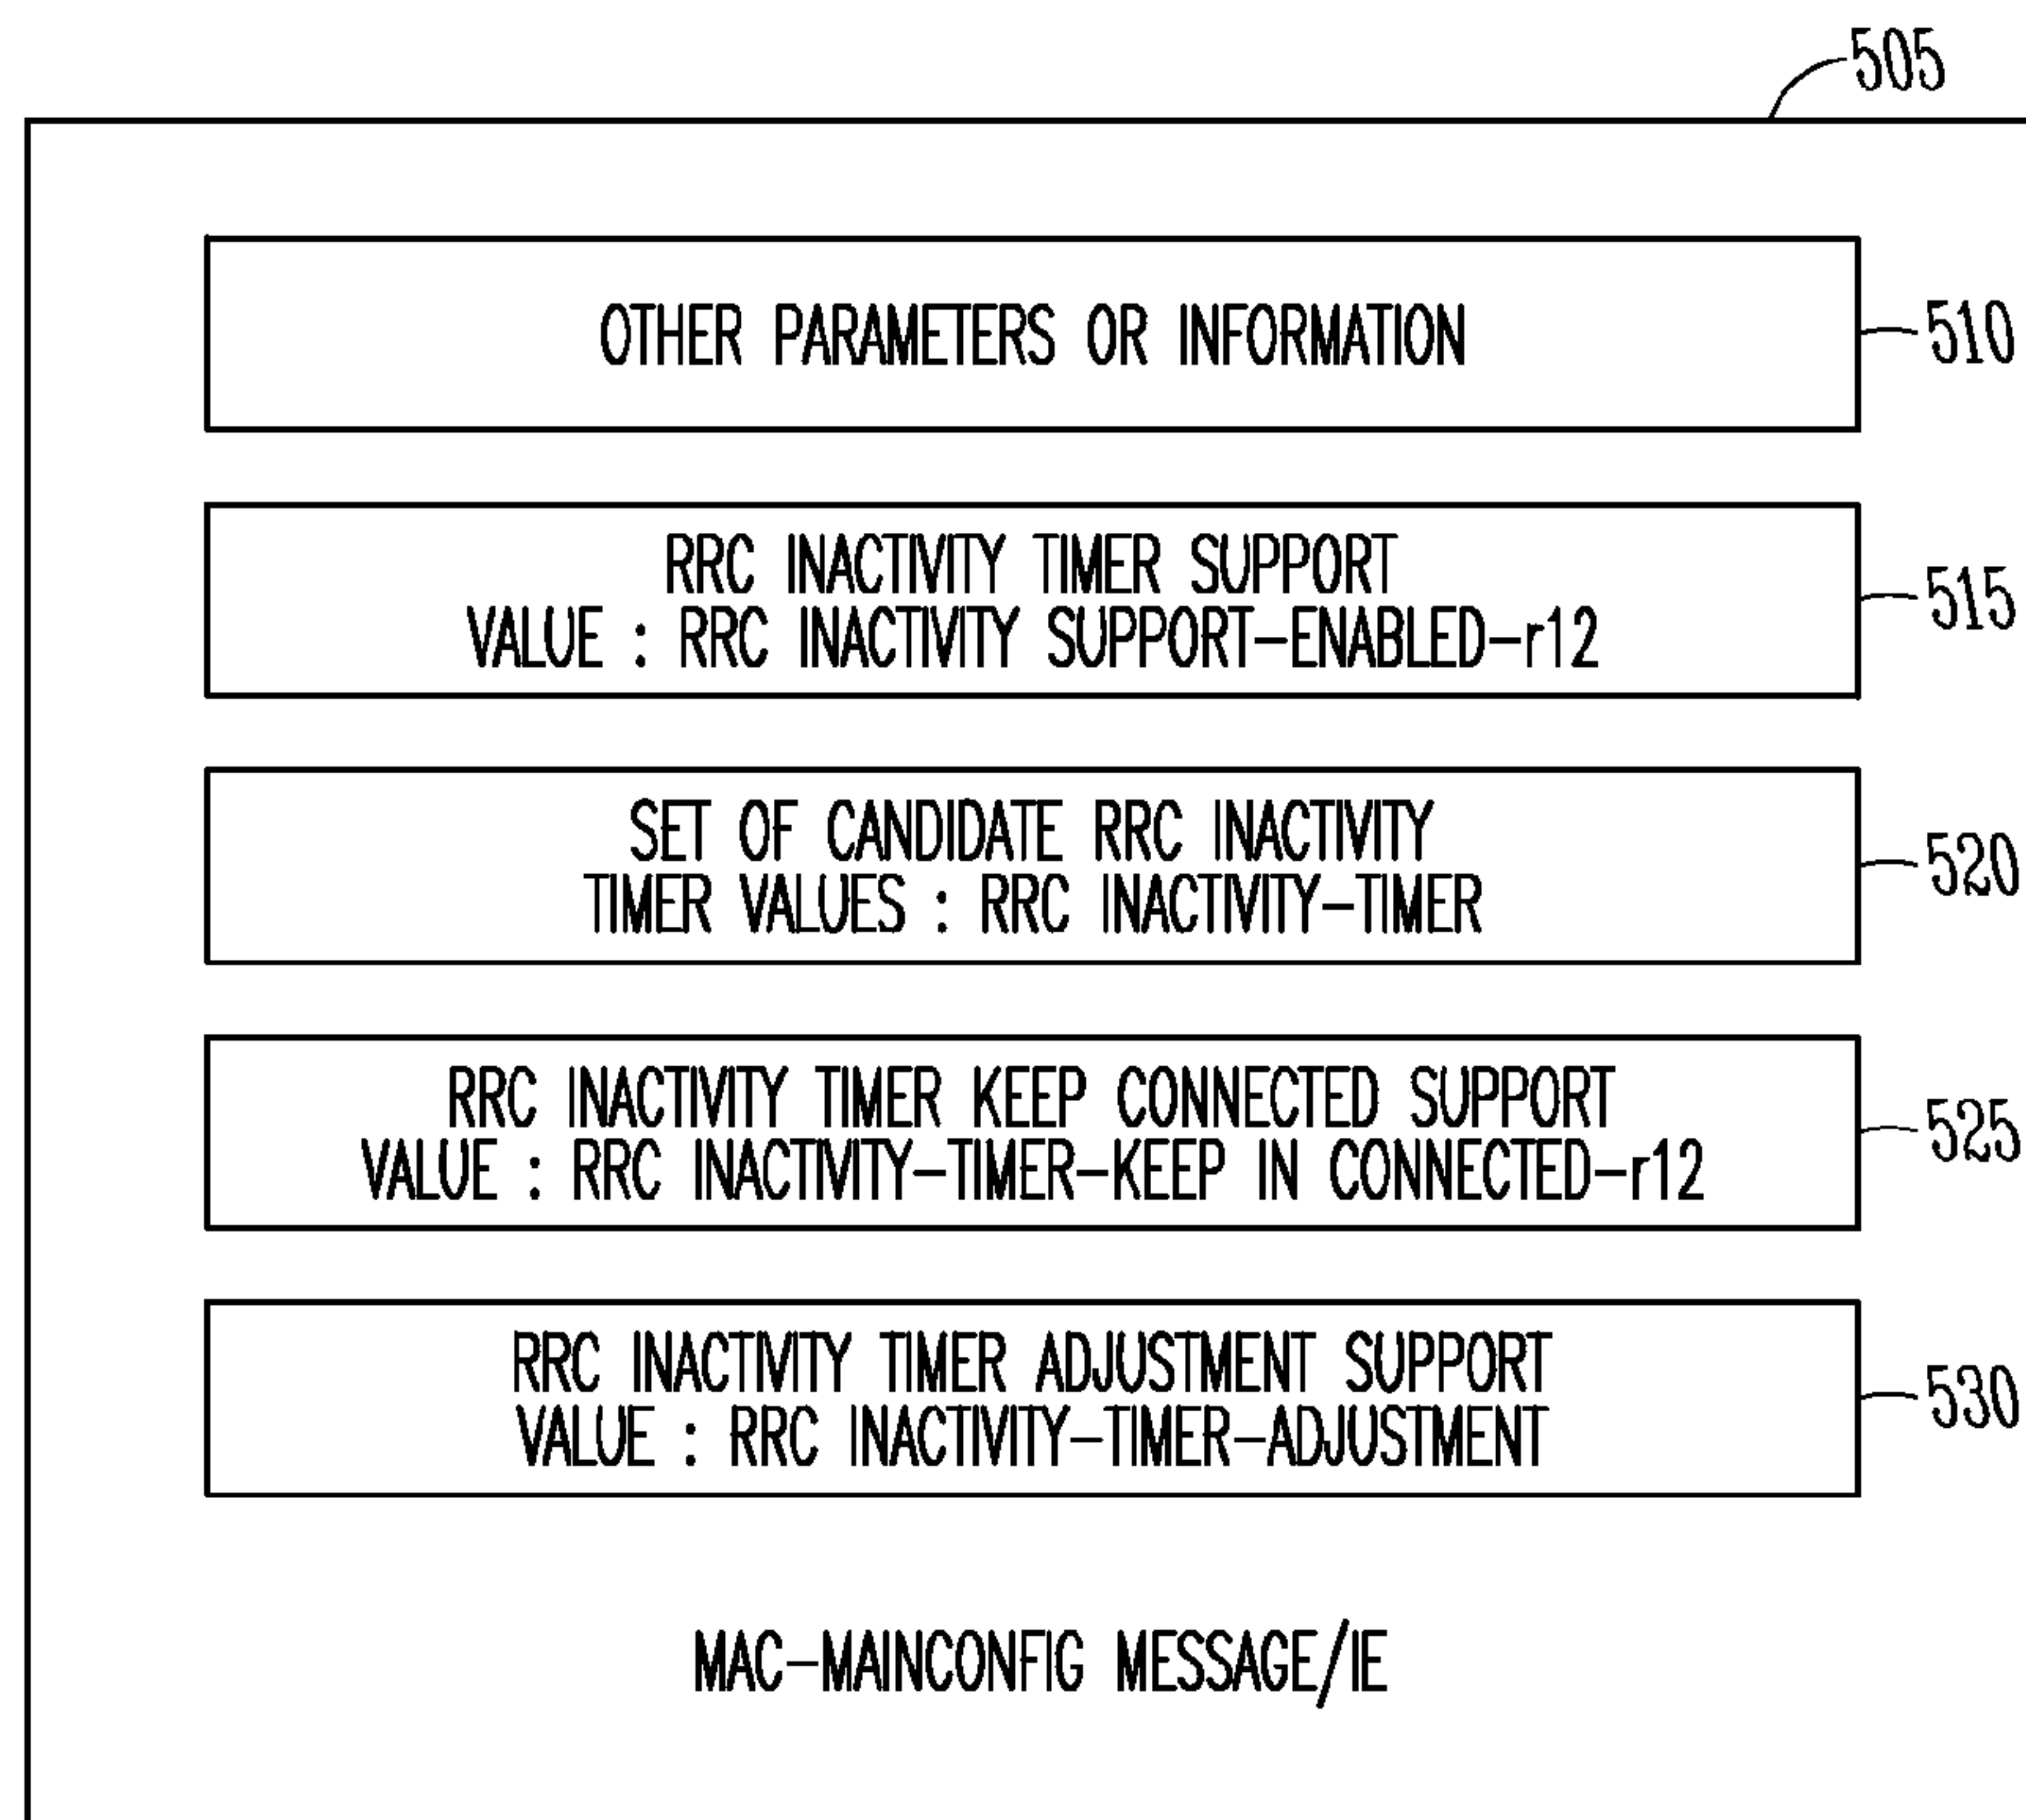 505
OTHER PARAMETERS OR INFORMATION
510
RRC INACTIVITY TIMER SUPPORT
VALUE : RRC INACTIVITY SUPPORT-ENABLED-r12
515
SET OF CANDIDATE RRC INACTIVITY
TIMER VALUES : RRC INACTIVITY-TIMER
520
RRC INACTIVITY TIMER KEEP CONNECTED SUPPORT
VALUE : RRC INACTIVITY-TIMER-KEEP IN CONNECTED-r12
525
RRC INACTIVITY TIMER ADJUSTMENT SUPPORT
VALUE : RRC INACTIVITY-TIMER-ADJUSTMENT
530
MAC-MAINCONFIG MESSAGE/IE